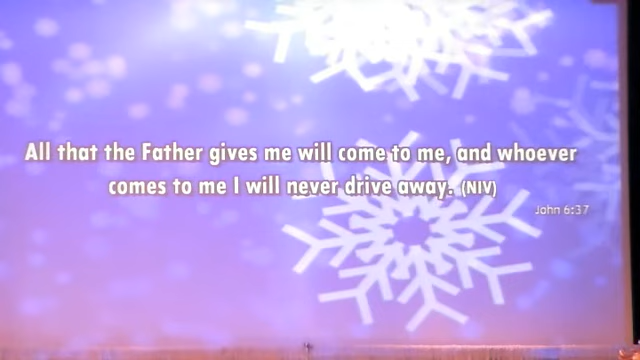 All that the Father gives me will come to me, and whoever
comes to me I will never drive away. (NIV)
John 6:37